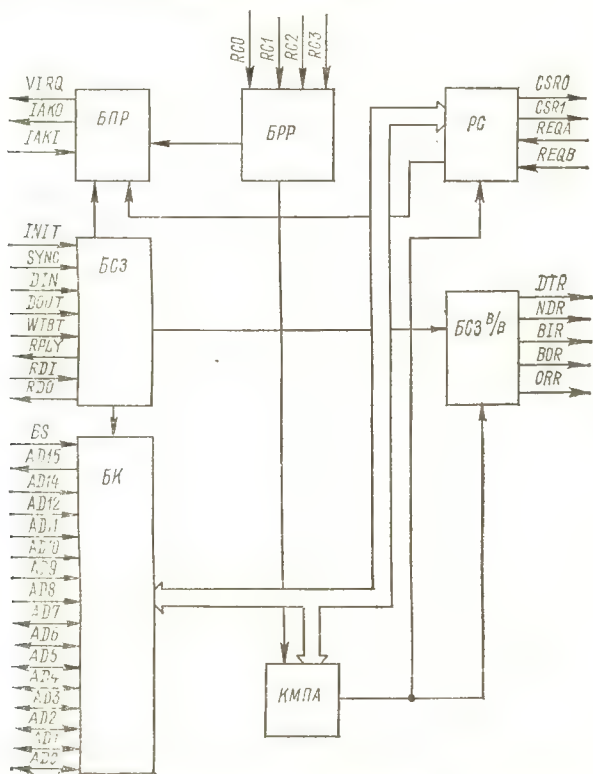 RC0
RC1
RC2
RC3
VIRQ
IAKO
IAKI
БПР
БРР
РС
CSR0
CSR1
REQA
REQB
INIT
SYNC
DIN
DOUT
WTBT
RPLY
RDI
RDO
БСЗ
БСЗ В/В
DTR
NDR
BIR
BOR
ORR
BS
AD15
AD14
AD12
AD11
AD10
AD9
AD8
AD7
AD6
AD5
AD4
AD3
AD2
AD1
AD0
БК
КМПА